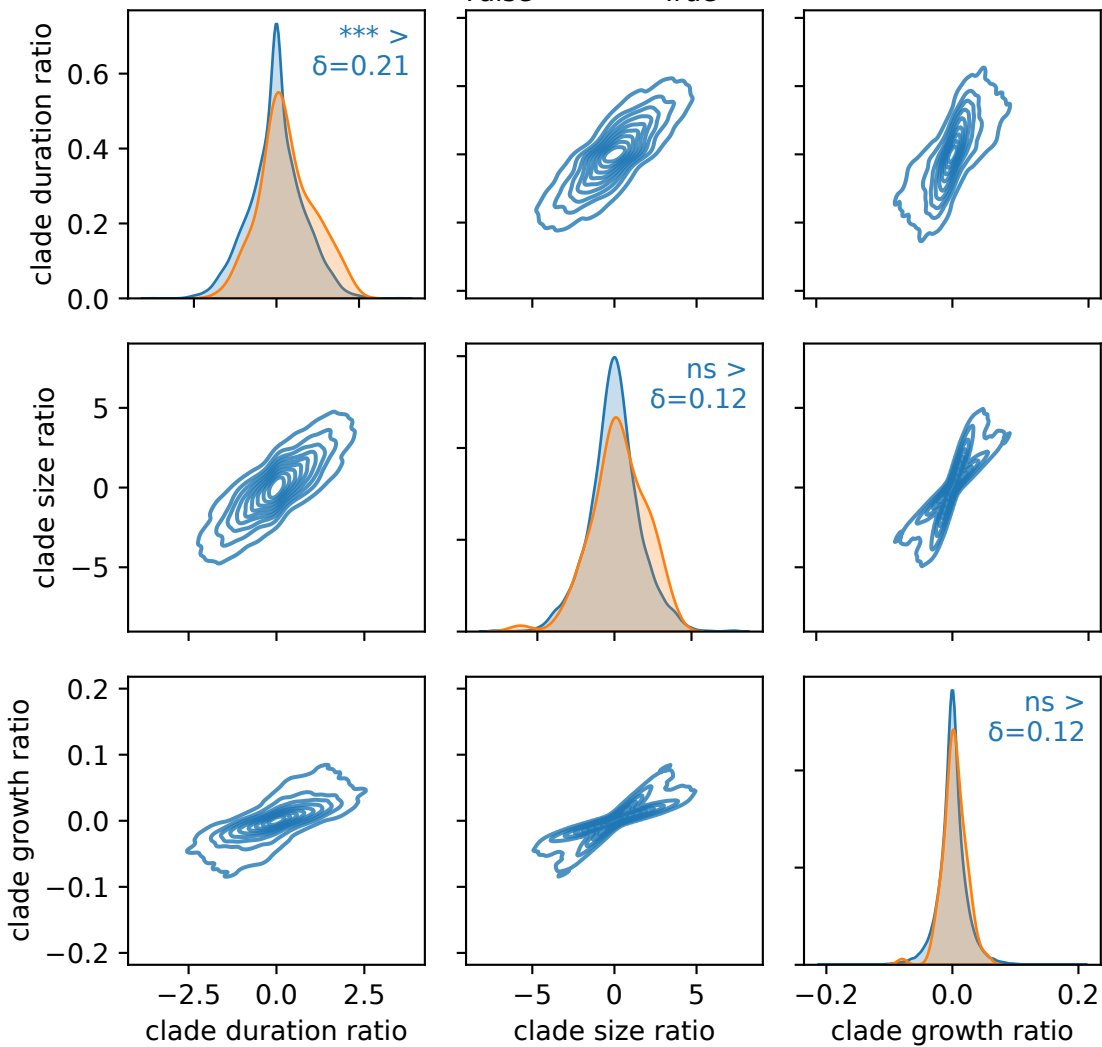 clade duration ratio
0.6
0.4
0.2
0.0
*** >
δ=0.21
clade size ratio
5
0
−5
ns >
δ=0.12
clade growth ratio
0.2
0.1
0.0
−0.1
−0.2
ns >
δ=0.12
−2.5
0.0
2.5
−5
0
5
−0.2
0.0
0.2
clade duration ratio
clade size ratio
clade growth ratio